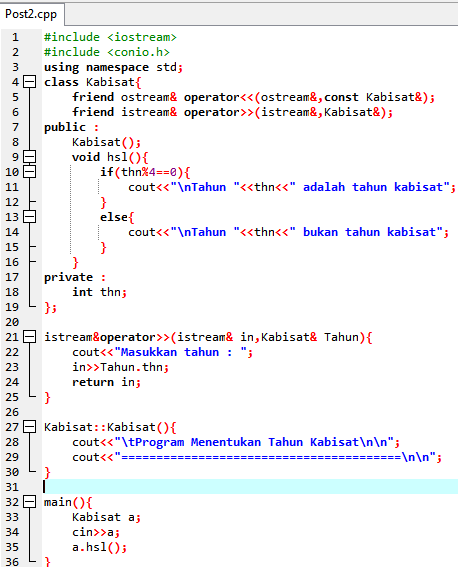 Post2.cpp
1 #include <iostream>
2 #include <conio.h>
3 using namespace std;
4 class Kabisat{
5 friend ostream& operator<<(ostream&,const Kabisat&);
6 friend istream& operator>>(istream&,Kabisat&);
7 public :
8 Kabisat();
9 void hsl(){
10 if(thn%4==0){
11 cout<<"\nTahun "<<thn<<" adalah tahun kabisat";
12 }
13 else{
14 cout<<"\nTahun "<<thn<<" bukan tahun kabisat";
15 }
16 }
17 private :
18 int thn;
19 };
20
21 istream&operator>>(istream& in,Kabisat& Tahun){
22 cout<<"Masukkan tahun : ";
23 in>>Tahun.thn;
24 return in;
25 }
26
27 Kabisat::Kabisat(){
28 cout<<"\tProgram Menentukan Tahun Kabisat\n\n";
29 cout<<"========================================\n\n";
30 }
31
32 main(){
33 Kabisat a;
34 cin>>a;
35 a.hsl();
36 }